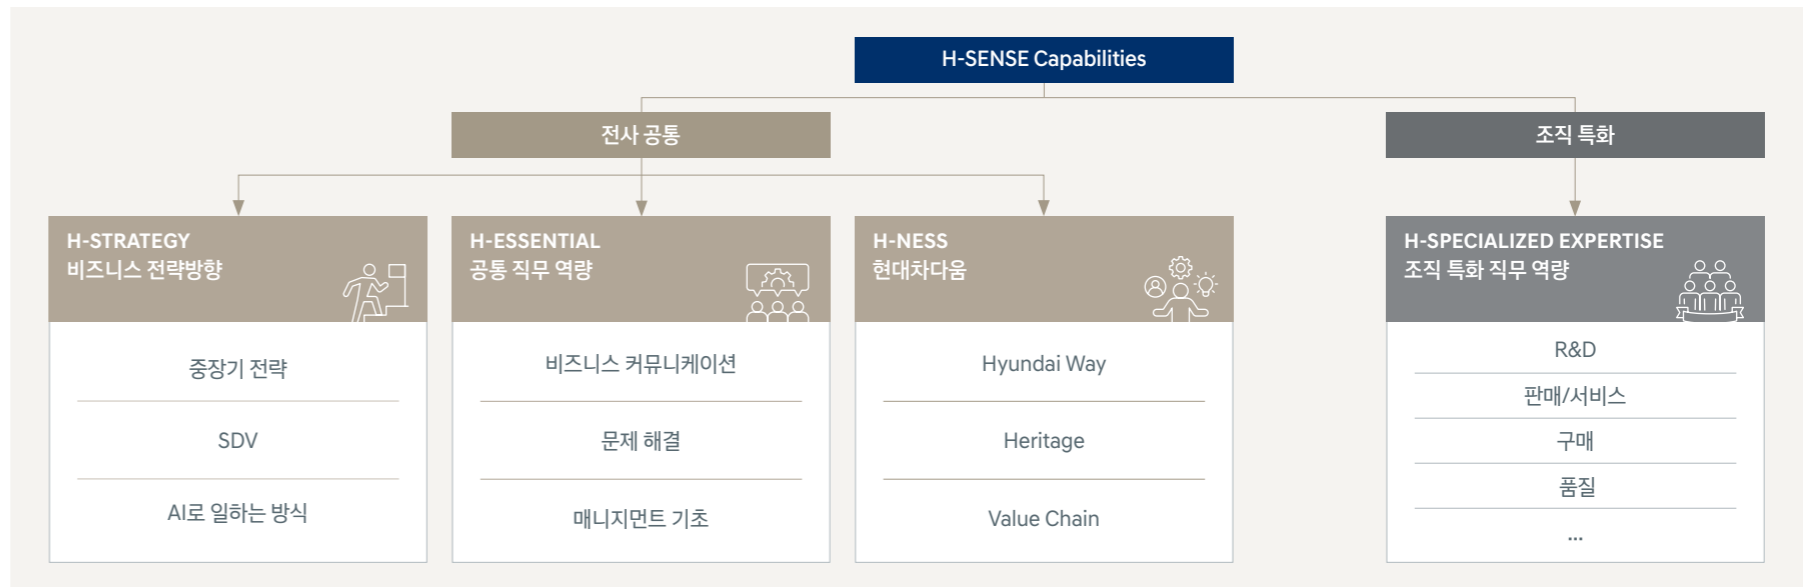 H-SENSE Capabilities
전사 공통
조직 특화
H-STRATEGY
비즈니스 전략방향
중장기 전략
SDV
AI로 일하는 방식
H-ESSENTIAL
공통 직무 역량
비즈니스 커뮤니케이션
문제 해결
매니지먼트 기초
H-NESS
현대차다움
Hyundai Way
Heritage
Value Chain
H-SPECIALIZED EXPERTISE
조직 특화 직무 역량
R&D
판매/서비스
구매
품질
...